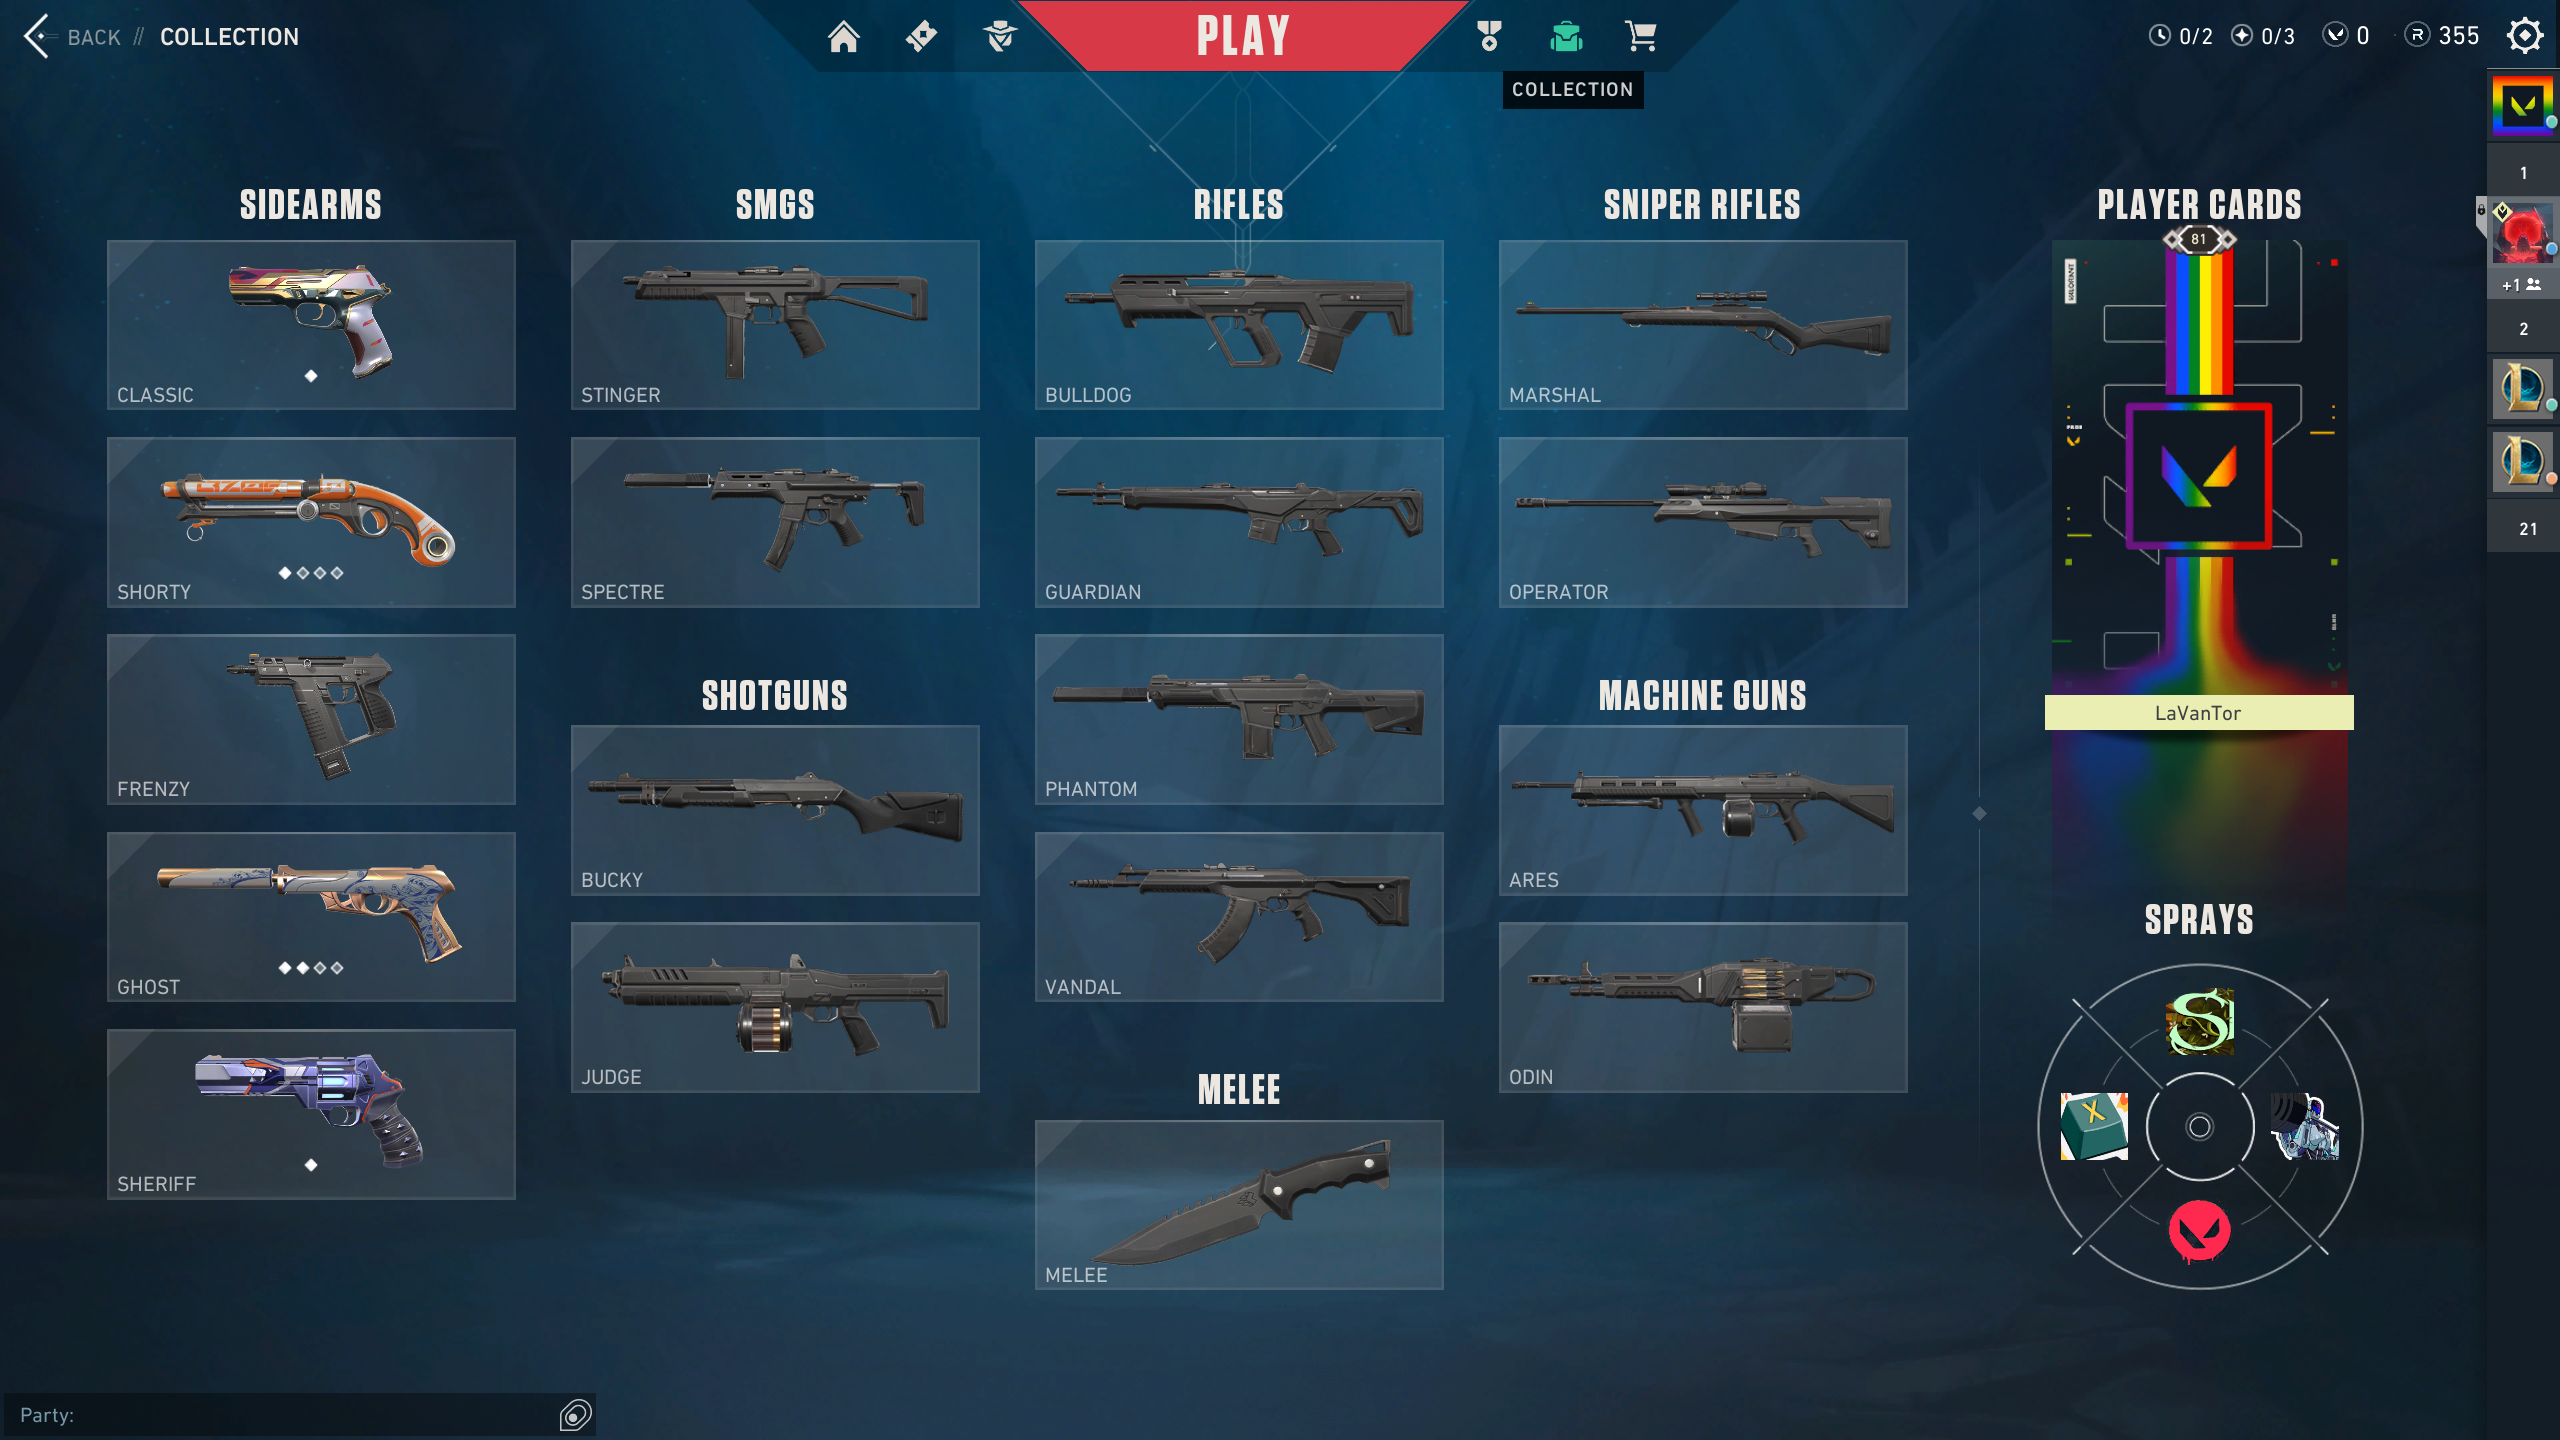 BACK // COLLECTION
PLAY
0/2
0/3
0
R 355
COLLECTION
1
+1
2
21
SIDEARMS
CLASSIC
SHORTY
FRENZY
GHOST
SHERIFF
SMGS
STINGER
SPECTRE
SHOTGUNS
BUCKY
JUDGE
RIFLES
BULLDOG
GUARDIAN
PHANTOM
VANDAL
MELEE
MELEE
SNIPER RIFLES
MARSHAL
OPERATOR
MACHINE GUNS
ARES
ODIN
PLAYER CARDS
81
VALORANT
LaVanTor
SPRAYS
S
X
Party: